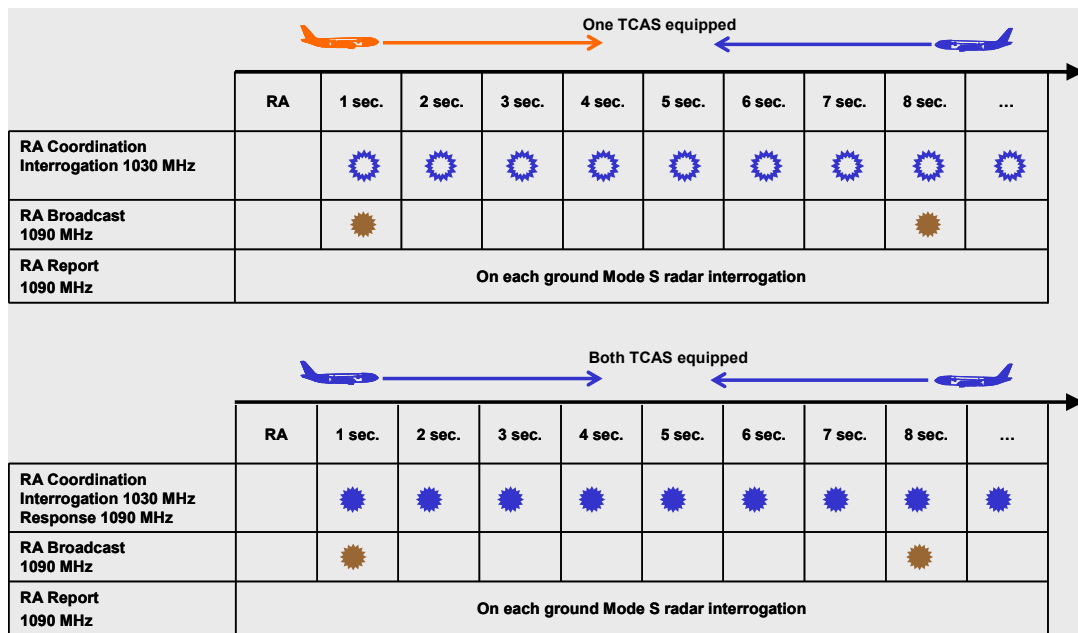 One TCAS equipped
RA 1 sec. 2 sec. 3 sec. 4 sec. 5 sec. 6 sec. 7 sec. 8 sec. ...
RA Coordination
Interrogation 1030 MHz
RA Broadcast
1090 MHz
RA Report
1090 MHz
On each ground Mode S radar interrogation
Both TCAS equipped
RA 1 sec. 2 sec. 3 sec. 4 sec. 5 sec. 6 sec. 7 sec. 8 sec. ...
RA Coordination
Interrogation 1030 MHz
Response 1090 MHz
RA Broadcast
1090 MHz
RA Report
1090 MHz
On each ground Mode S radar interrogation